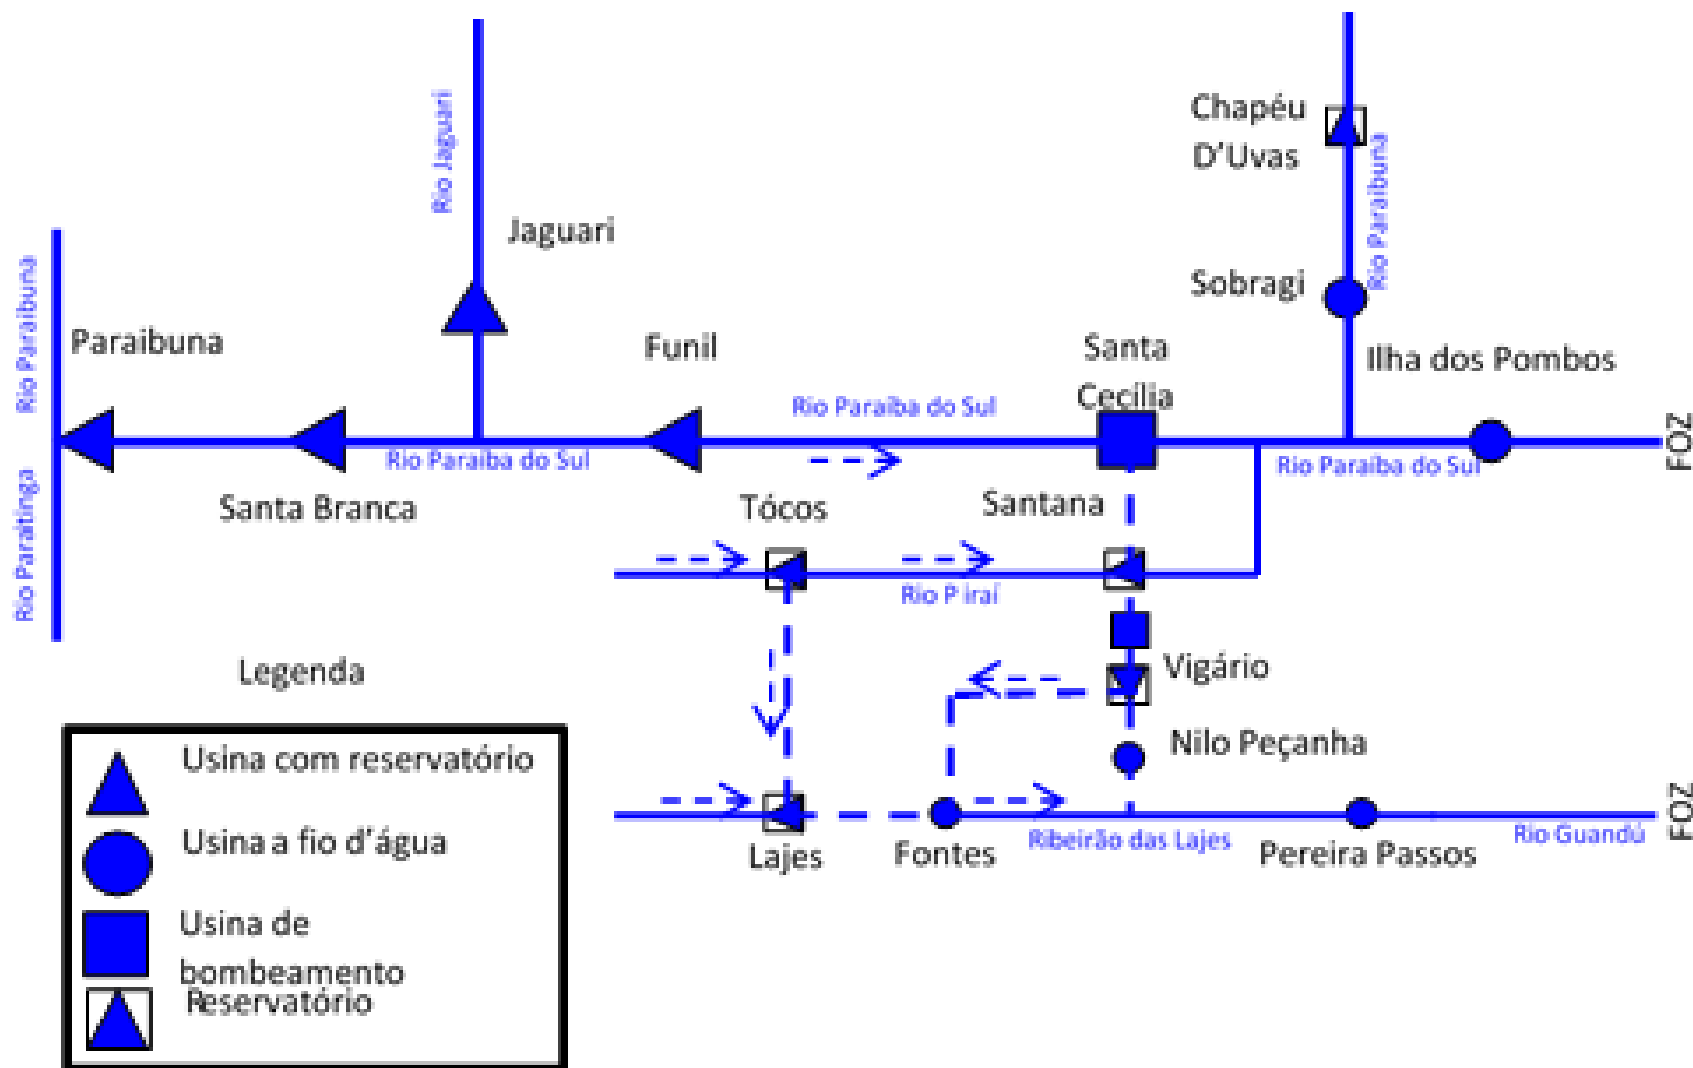 Chapéu
D'Uvas
Rio Paraibuna
Rio Jaguari
Jaguari
Sobragi
Rio Paraibuna
Paraibuna
Funil
Santa
Cecília
Ilha dos Pombos
Rio Paraíba do Sul
Rio Paraíba do Sul
Rio Paraíba do Sul
FOZ
Rio Paraitinga
Santa Branca
Tócos
Santana
Rio Piraí
Legenda
Vigário
Nilo Peçanha
Usina com reservatório
Usina a fio d'água
Usina de
bombeamento
Reservatório
Lajes
Fontes
Ribeirão das Lajes
Pereira Passos
Rio Guandú
FOZ